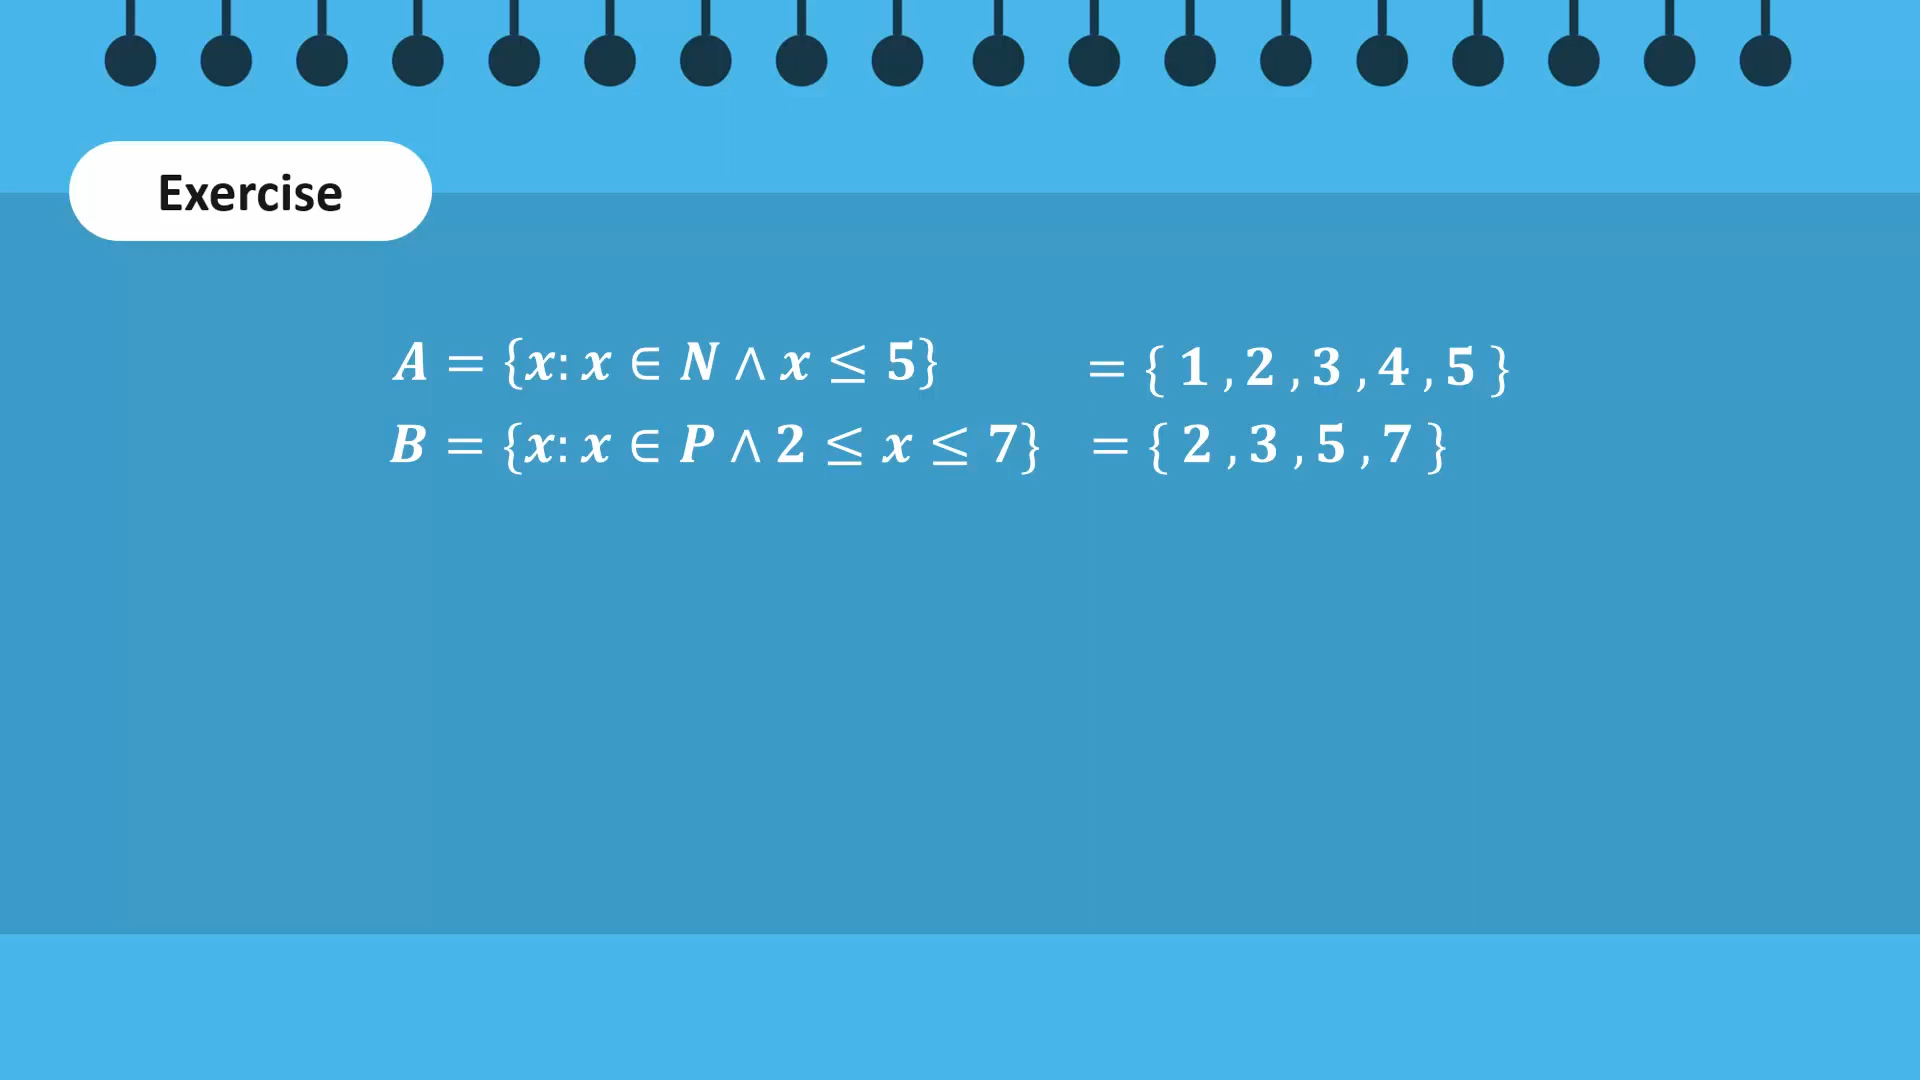 Exercise
A = {x: x ∈ N ∧ x ≤ 5} = { 1 , 2 , 3 , 4 , 5 }
B = {x: x ∈ P ∧ 2 ≤ x ≤ 7} = { 2 , 3 , 5 , 7 }